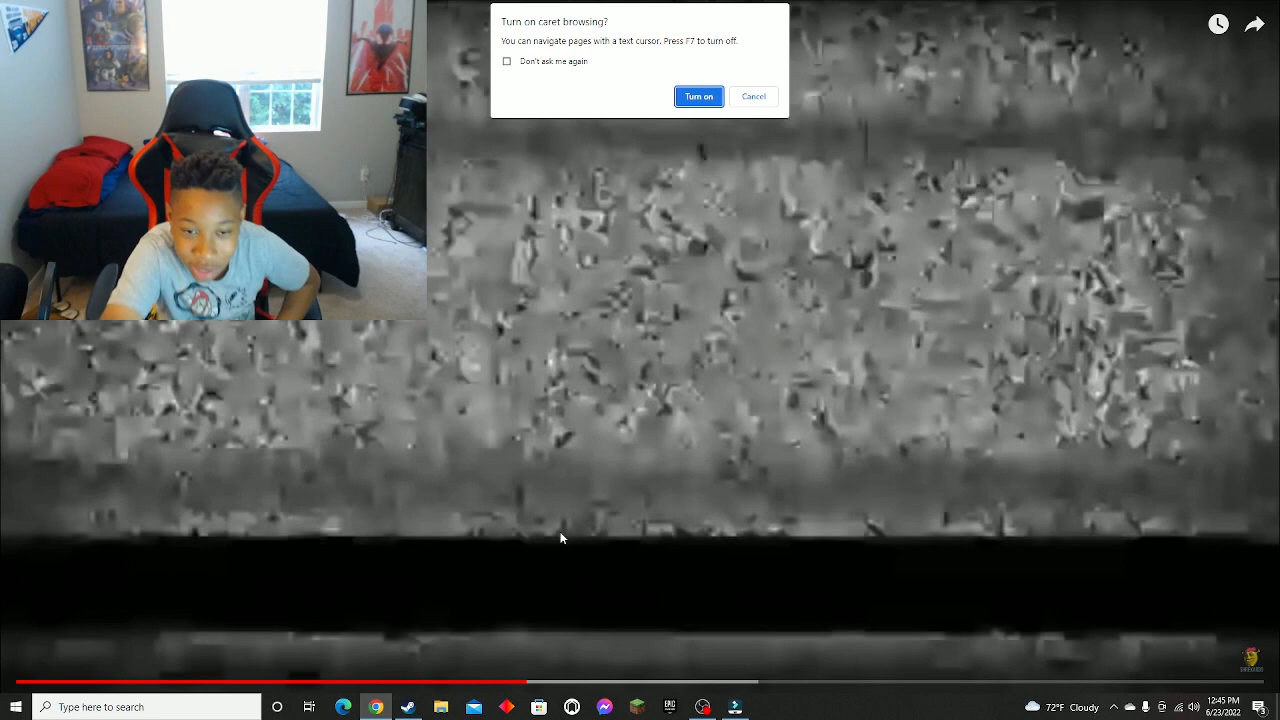 Turn on caret browsing?
You can navigate pages with a text cursor. Press F7 to turn off.
Don't ask me again
Turn on
Cancel
Type here to search
EPIC
72°F Cloudy
12:45 PM
6/23/2022